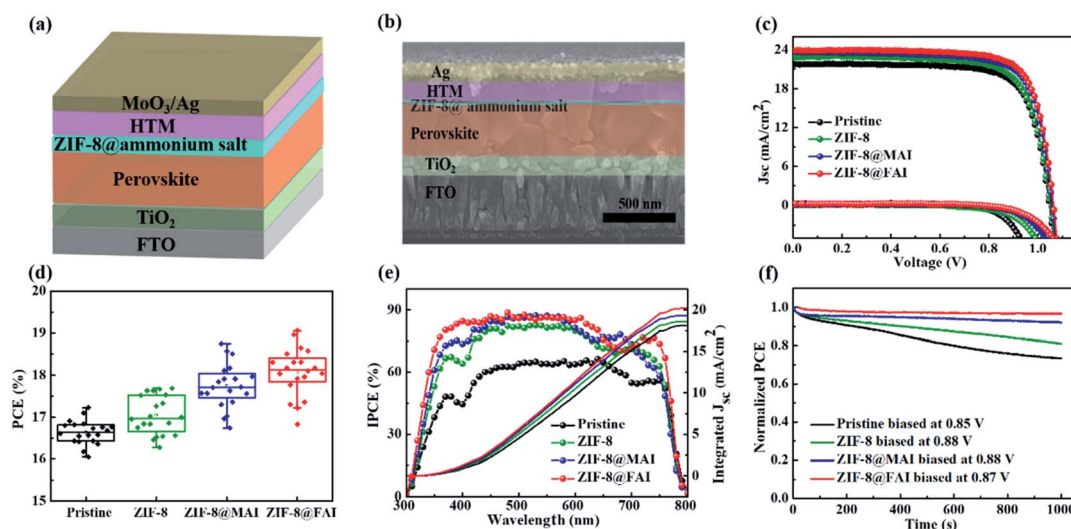 (a)
MoO3/Ag
HTM
ZIF-8@ammonium salt
Perovskite
TiO2
FTO
(b)
Ag
HTM
ZIF-8@ ammonium salt
Perovskite
TiO2
FTO
500 nm
(c)
24
18
12
6
0
Jsc (mA/cm2)
Pristine
ZIF-8
ZIF-8@MAI
ZIF-8@FAI
0.0 0.2 0.4 0.6 0.8 1.0
Voltage (V)
(d)
20
19
18
17
16
15
PCE (%)
Pristine ZIF-8 ZIF-8@MAI ZIF-8@FAI
(e)
90
60
30
0
IPCE (%)
20
15
10
5
0
Integrated Jsc (mA/cm2)
Pristine
ZIF-8
ZIF-8@MAI
ZIF-8@FAI
300 400 500 600 700 800
Wavelength (nm)
(f)
1.0
0.8
0.6
0.4
0.2
0.0
Normalized PCE
Pristine biased at 0.85 V
ZIF-8 biased at 0.88 V
ZIF-8@MAI biased at 0.88 V
ZIF-8@FAI biased at 0.87 V
0 200 400 600 800 1000
Time (s)